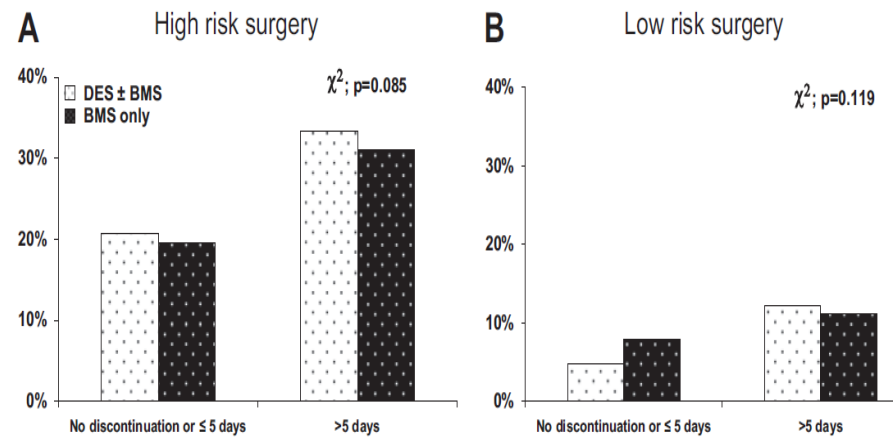 A High risk surgery
40%
30%
20%
10%
0%
DES ± BMS
BMS only
χ²; p=0.085
No discontinuation or ≤ 5 days
>5 days
B Low risk surgery
40%
30%
20%
10%
0%
χ²; p=0.119
No discontinuation or ≤ 5 days
>5 days